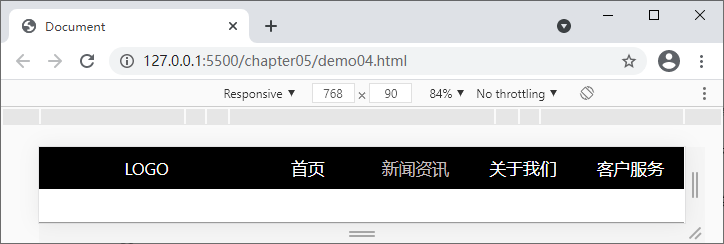 Document
127.0.0.1:5500/chapter05/demo04.html
Responsive ▼ 768 × 90 84% ▼ No throttling ▼
LOGO 首页 新闻资讯 关于我们 客户服务